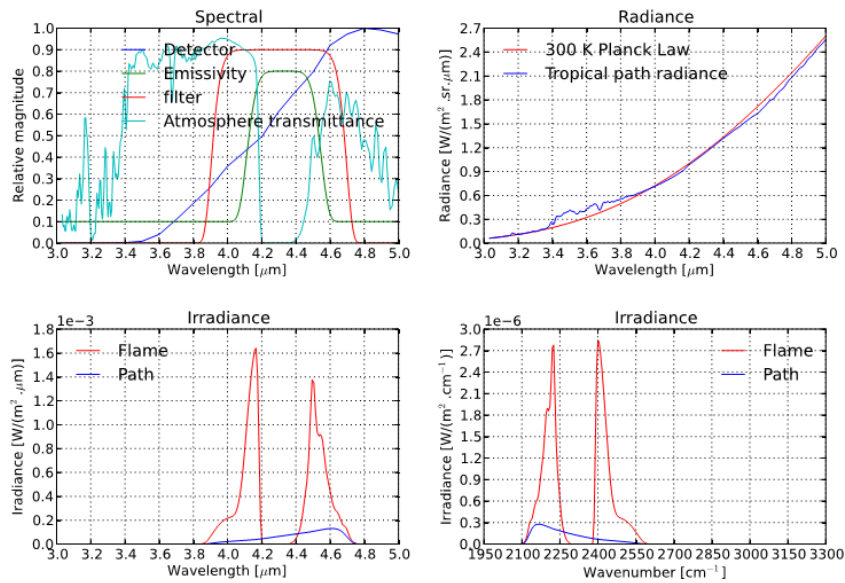 Spectral
1.0
0.9
0.8
0.7
0.6
0.5
0.4
0.3
0.2
0.1
0.0
Relative magnitude
Detector
Emissivity
filter
Atmosphere transmittance
3.0 3.2 3.4 3.6 3.8 4.0 4.2 4.4 4.6 4.8 5.0
Wavelength [μm]
Radiance
2.7
2.4
2.1
1.8
1.5
1.2
0.9
0.6
0.3
0.0
Radiance [W/(m² .sr.μm)]
300 K Planck Law
Tropical path radiance
3.0 3.2 3.4 3.6 3.8 4.0 4.2 4.4 4.6 4.8 5.0
Wavelength [μm]
Irradiance
1e−3
1.8
1.6
1.4
1.2
1.0
0.8
0.6
0.4
0.2
0.0
Irradiance [W/(m² .μm)]
Flame
Path
3.0 3.2 3.4 3.6 3.8 4.0 4.2 4.4 4.6 4.8 5.0
Wavelength [μm]
Irradiance
1e−6
3.0
2.7
2.4
2.1
1.8
1.5
1.2
0.9
0.6
0.3
0.0
Irradiance [W/(m² .cm⁻¹)]
Flame
Path
1950 2100 2250 2400 2550 2700 2850 3000 3150 3300
Wavenumber [cm⁻¹]